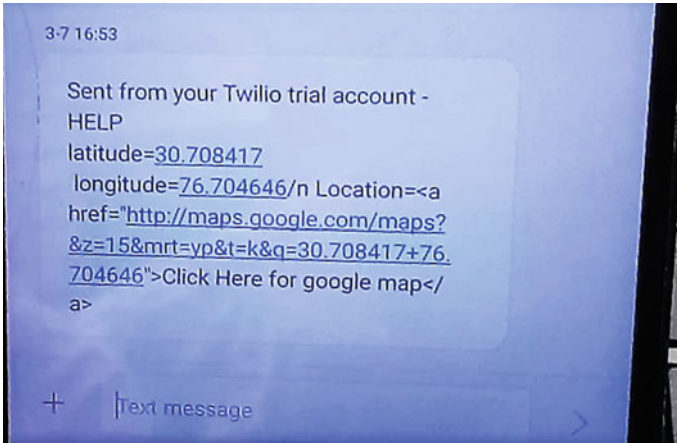 3-7 16:53
Sent from your Twilio trial account -
HELP
latitude=30.708417
longitude=76.704646/n Location=<a
href="http://maps.google.com/maps?
&z=15&mrt=yp&t=k&q=30.708417+76.
704646">Click Here for google map</
a>
+ Text message